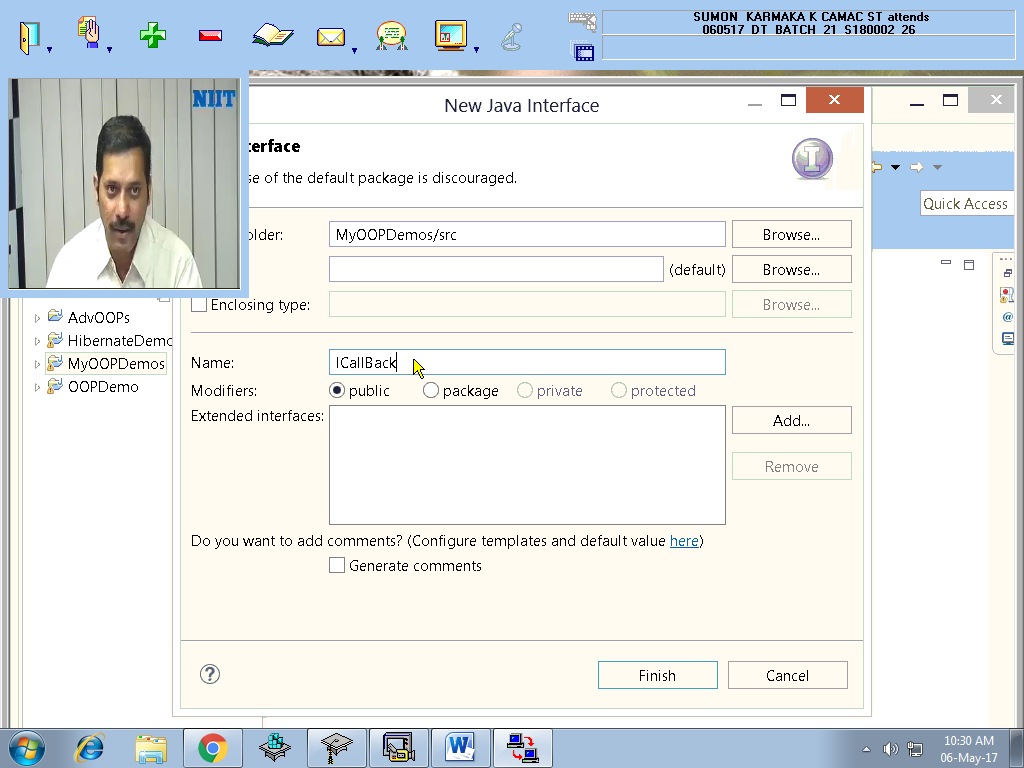 SUMON KARMAKA K CAMAC ST attends
060517 DT BATCH 21 S180002 26
NIIT
New Java Interface
terface
se of the default package is discouraged.
Quick Access
older:
MyOOPDemos/src
Browse...
(default)
Browse...
Enclosing type:
Browse...
AdvOOPs
HibernateDemo
MyOOPDemos
OOPDemo
Name:
ICallBack
Modifiers:
public
package
private
protected
Extended interfaces:
Add...
Remove
Do you want to add comments? (Configure templates and default value here)
Generate comments
Finish
Cancel
10:30 AM
06-May-17